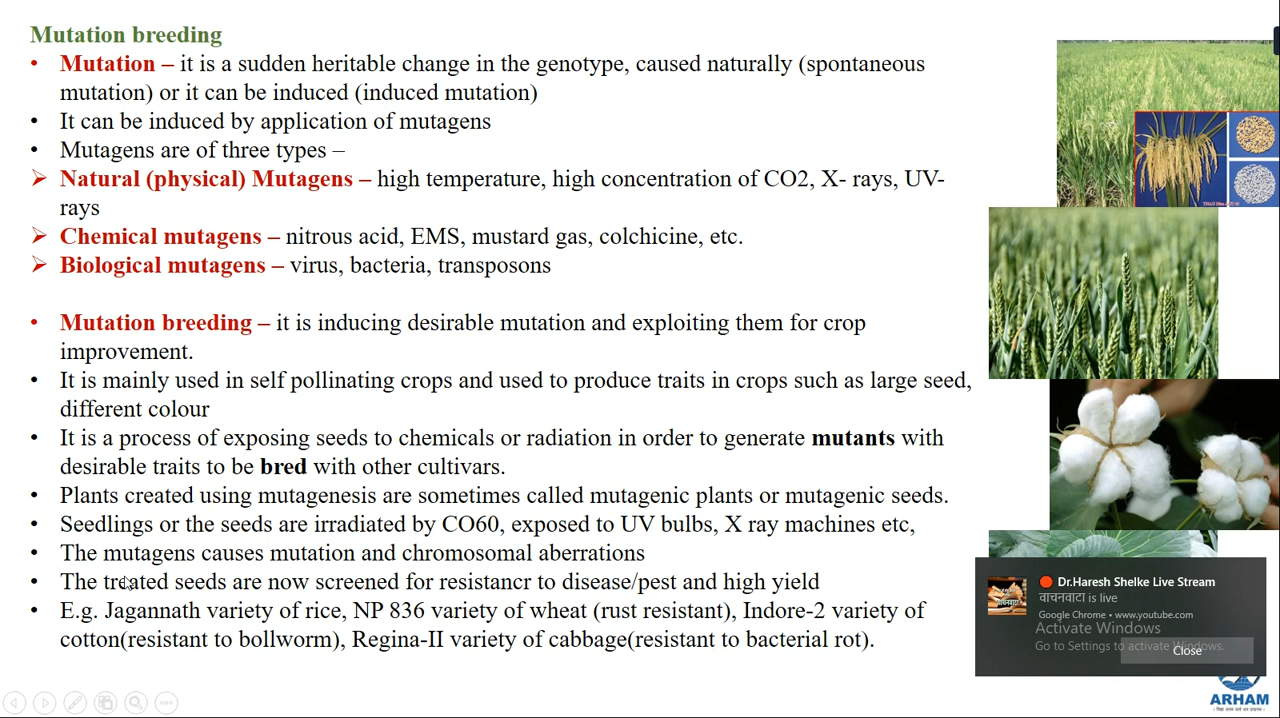 Mutation breeding
• Mutation – it is a sudden heritable change in the genotype, caused naturally (spontaneous
mutation) or it can be induced (induced mutation)
• It can be induced by application of mutagens
• Mutagens are of three types –
➢ Natural (physical) Mutagens – high temperature, high concentration of CO2, X- rays, UV-
rays
➢ Chemical mutagens – nitrous acid, EMS, mustard gas, colchicine, etc.
➢ Biological mutagens – virus, bacteria, transposons
• Mutation breeding – it is inducing desirable mutation and exploiting them for crop
improvement.
• It is mainly used in self pollinating crops and used to produce traits in crops such as large seed,
different colour
• It is a process of exposing seeds to chemicals or radiation in order to generate mutants with
desirable traits to be bred with other cultivars.
• Plants created using mutagenesis are sometimes called mutagenic plants or mutagenic seeds.
• Seedlings or the seeds are irradiated by CO60, exposed to UV bulbs, X ray machines etc,
• The mutagens causes mutation and chromosomal aberrations
• The treated seeds are now screened for resistancr to disease/pest and high yield
• E.g. Jagannath variety of rice, NP 836 variety of wheat (rust resistant), Indore-2 variety of
cotton(resistant to bollworm), Regina-II variety of cabbage(resistant to bacterial rot).
Dr.Haresh Shelke Live Stream
वाचनवाटा is live
Google Chrome • www.youtube.com
Activate Windows
Go to Settings to activate Windows.
Close
ARHAM